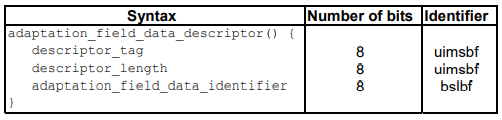 Syntax Number of bits Identifier
adaptation_field_data_descriptor() {
descriptor_tag 8 uimsbf
descriptor_length 8 uimsbf
adaptation_field_data_identifier 8 bslbf
}